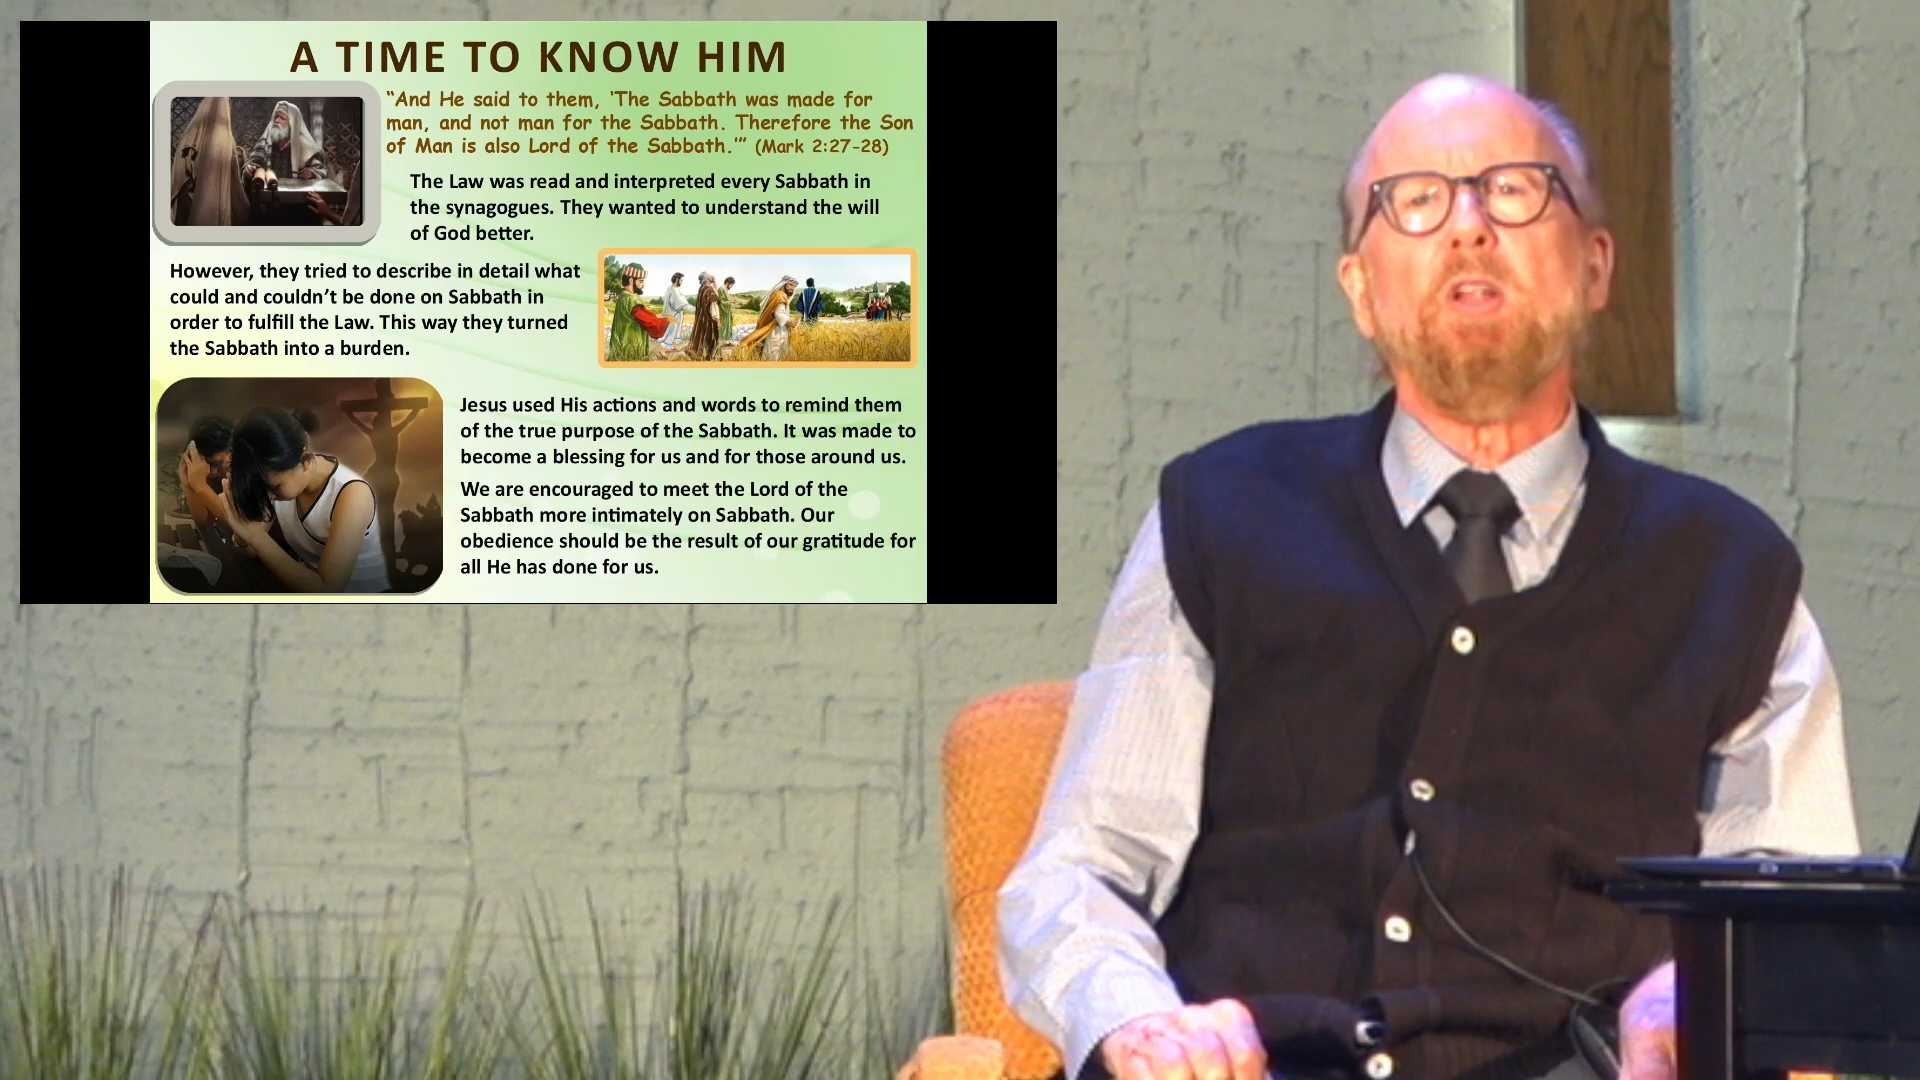 A TIME TO KNOW HIM
“And He said to them, ‘The Sabbath was made for
man, and not man for the Sabbath. Therefore the Son
of Man is also Lord of the Sabbath.’” (Mark 2:27-28)
The Law was read and interpreted every Sabbath in
the synagogues. They wanted to understand the will
of God better.
However, they tried to describe in detail what
could and couldn’t be done on Sabbath in
order to fulfill the Law. This way they turned
the Sabbath into a burden.
Jesus used His actions and words to remind them
of the true purpose of the Sabbath. It was made to
become a blessing for us and for those around us.
We are encouraged to meet the Lord of the
Sabbath more intimately on Sabbath. Our
obedience should be the result of our gratitude for
all He has done for us.